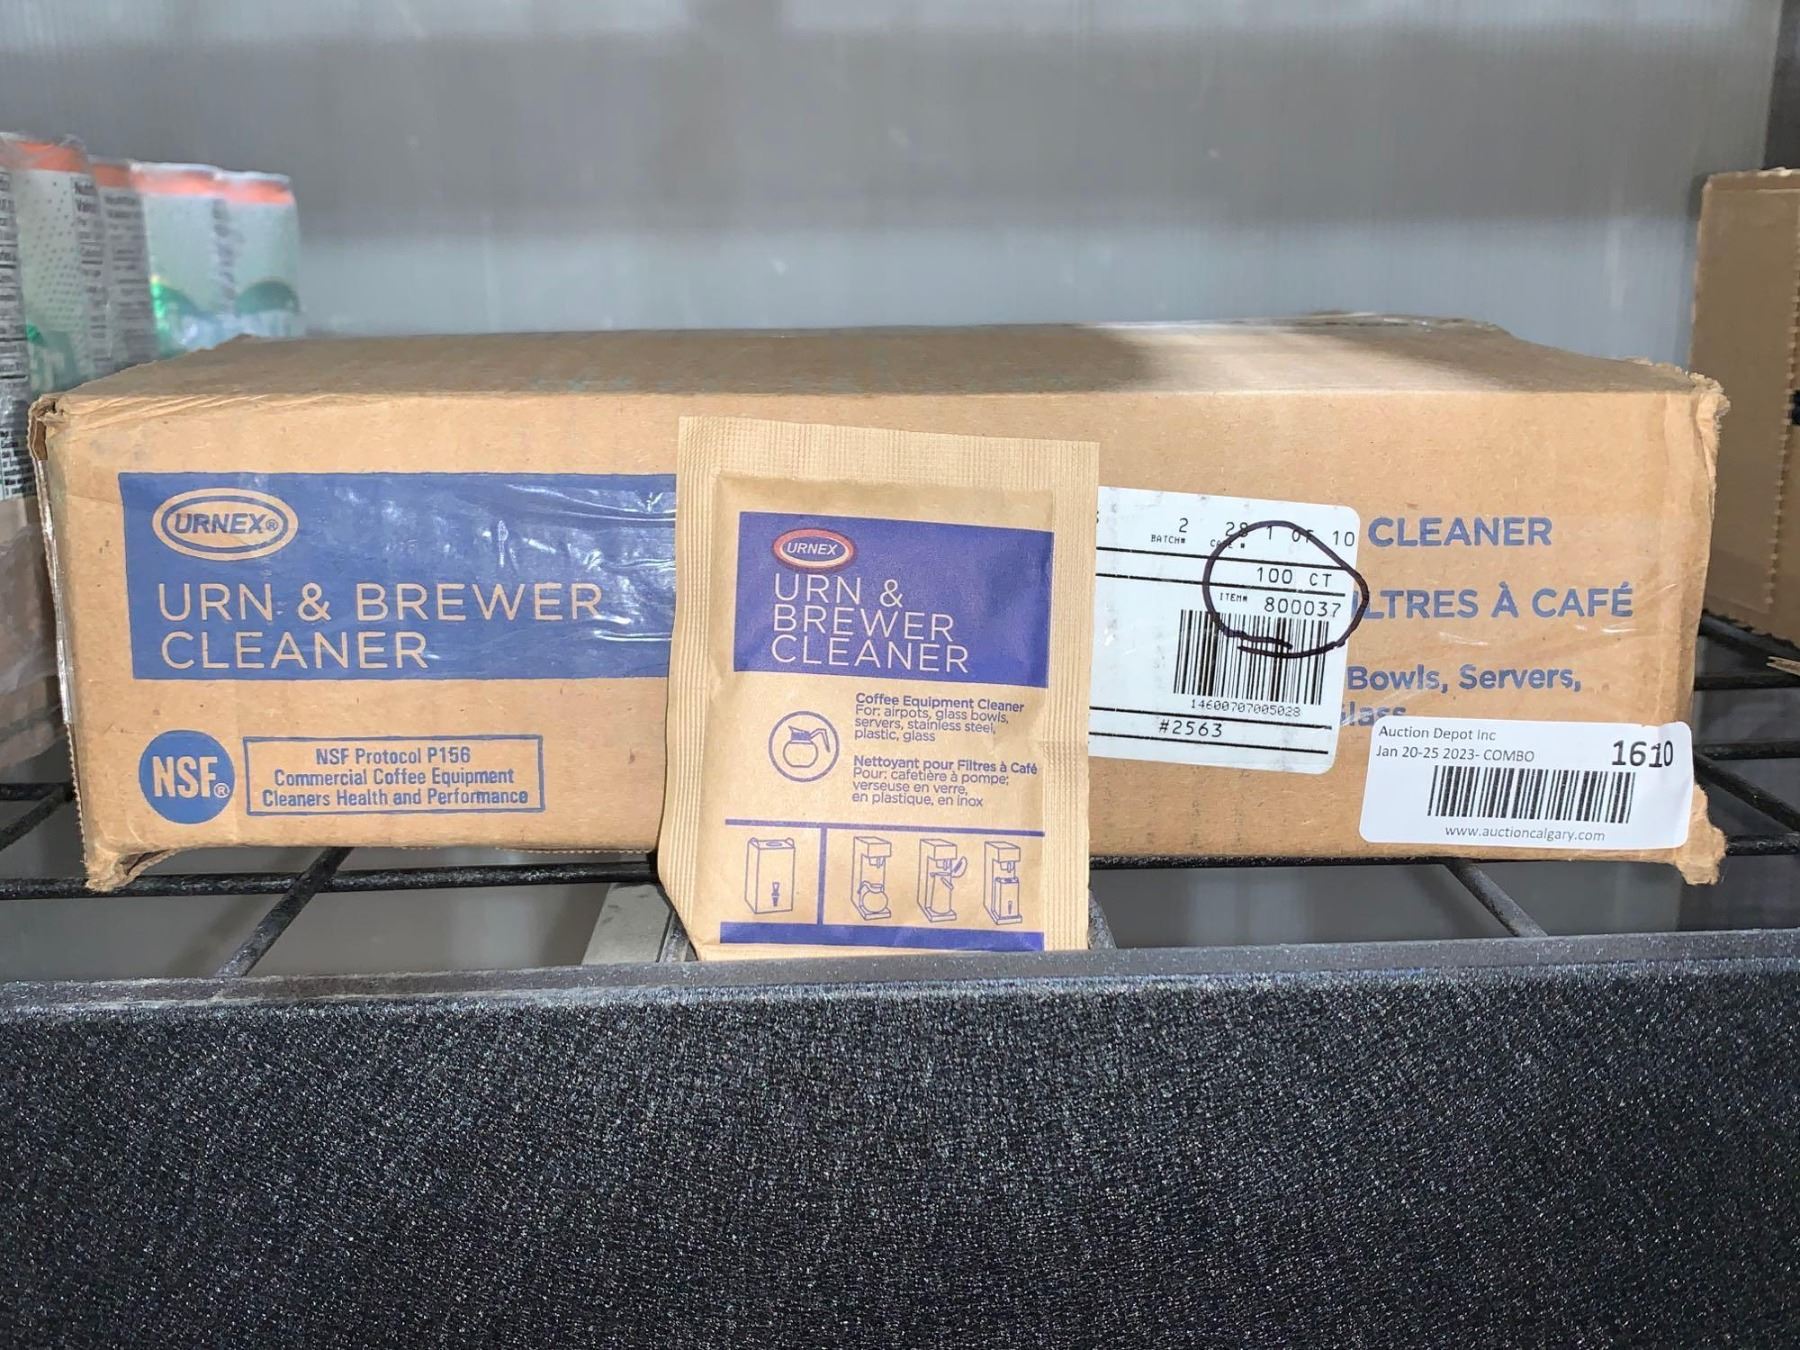 URNEX®
URN & BREWER
CLEANER
NSF®
NSF Protocol P156
Commercial Coffee Equipment
Cleaners Health and Performance
URNEX
URN &
BREWER
CLEANER
Coffee Equipment Cleaner
For: airpots, glass bowls,
servers, stainless steel,
plastic, glass
Nettoyant pour Filtres à Café
Pour: cafetière à pompe;
verseuse en verre,
en plastique, en inox
2 28 1 OF 10
BATCH# CASE #
100 CT
ITEM# 800037
14600707005028
#2563
CLEANER
LTRES À CAFÉ
Bowls, Servers,
lass
Auction Depot Inc
Jan 20-25 2023- COMBO
1610
www.auctioncalgary.com